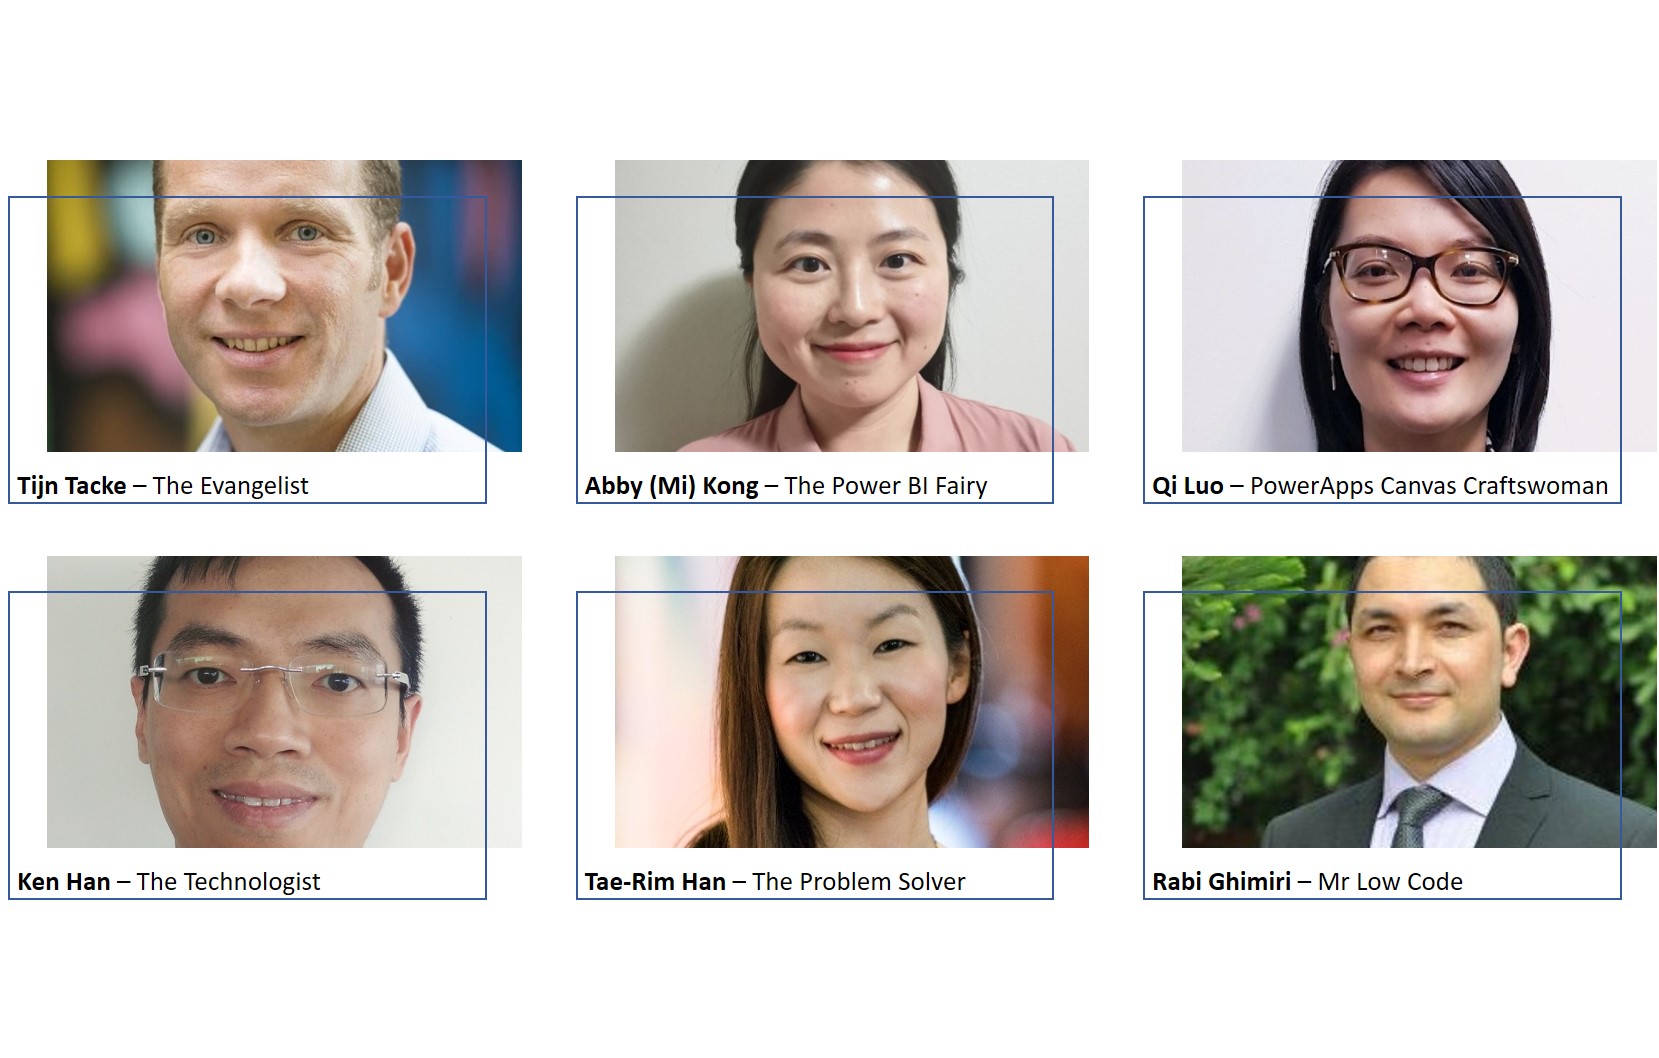 Tijn Tacke – The Evangelist
Abby (Mi) Kong – The Power BI Fairy
Qi Luo – PowerApps Canvas Craftswoman
Ken Han – The Technologist
Tae-Rim Han – The Problem Solver
Rabi Ghimiri – Mr Low Code